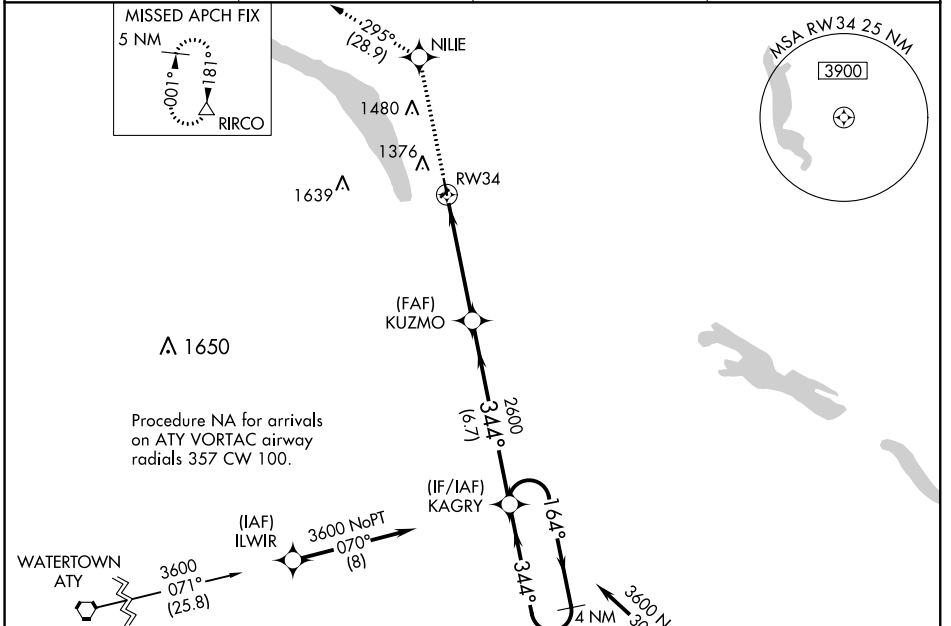 MISSED APCH FIX
5 NM
001°
181°
RIRCO
295°
(28.9)
NILIE
MSA RW34 25 NM
3900
1480
1376
1639
RW34
(FAF)
KUZMO
1650
2600
344°
(6.7)
Procedure NA for arrivals
on ATY VORTAC airway
radials 357 CW 100.
(IF/IAF)
KAGRY
(IAF)
ILWIR
3600 NoPT
070°
(8)
WATERTOWN
ATY
3600
071°
(25.8)
164°
344°
4 NM
3600 N
30